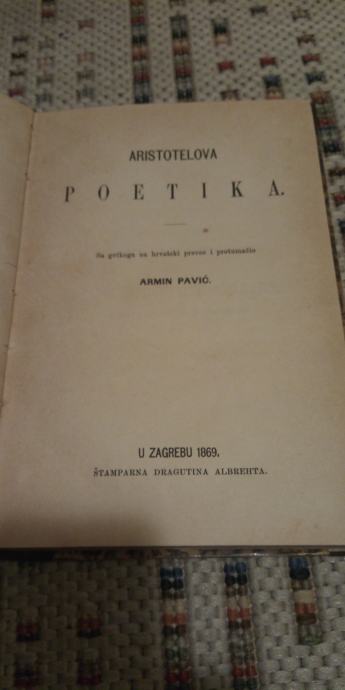 ARISTOTELOVA
POETIKA.
Sa grčkoga na hrvatski preveo i protumačio
ARMIN PAVIĆ.
U ZAGREBU 1869.
ŠTAMPARNA DRAGUTINA ALBREHTA.